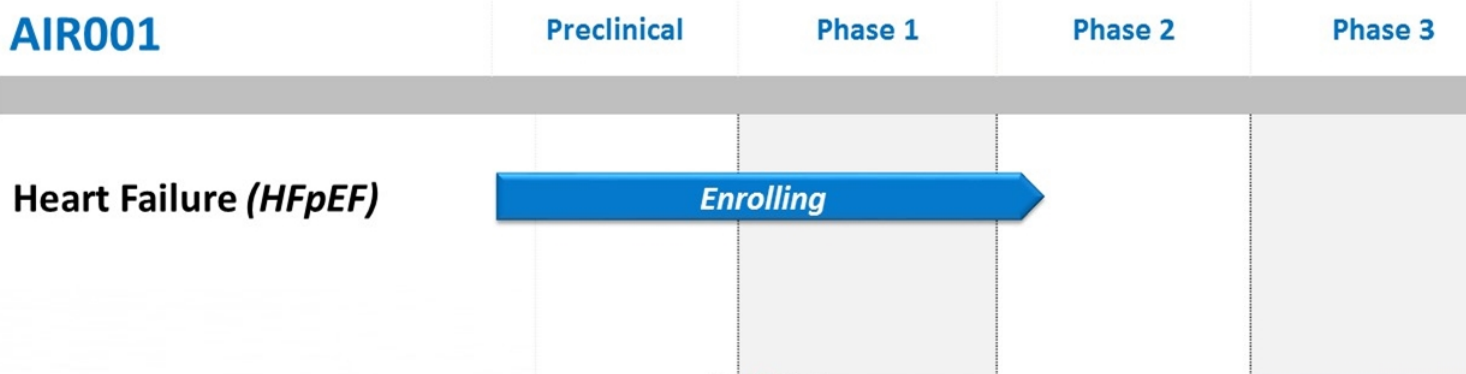 AIR001 Preclinical Phase 1 Phase 2 Phase 3
Heart Failure (HFpEF) Enrolling